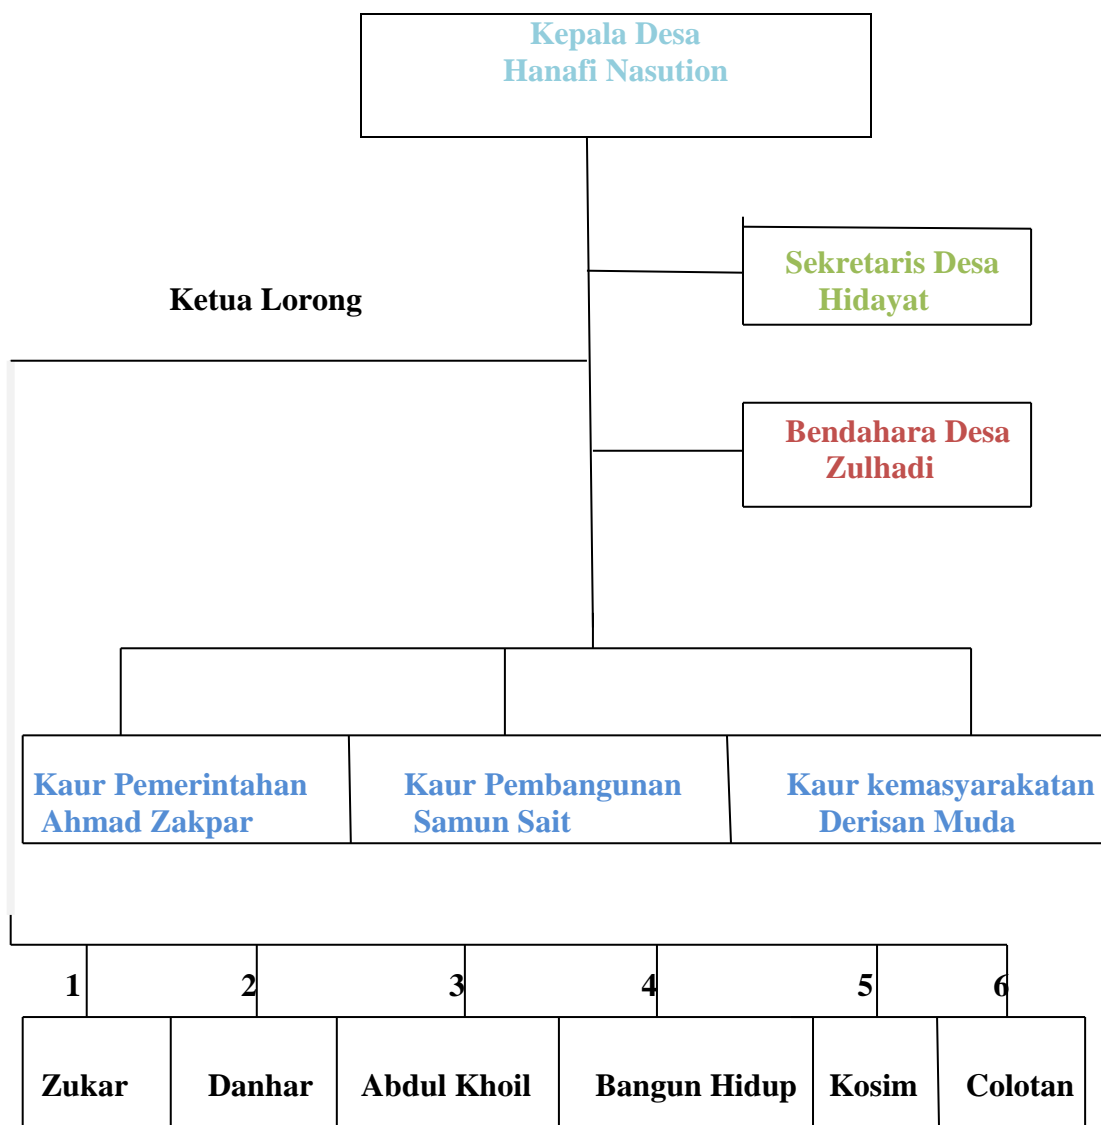 Kepala Desa
Hanafi Nasution
Sekretaris Desa
Hidayat
Ketua Lorong
Bendahara Desa
Zulhadi
Kaur Pemerintahan
Ahmad Zakpar
Kaur Pembangunan
Samun Sait
Kaur kemasyarakatan
Derisan Muda
1 2 3 4 5 6
Zukar Danhar Abdul Khoil Bangun Hidup Kosim Colotan